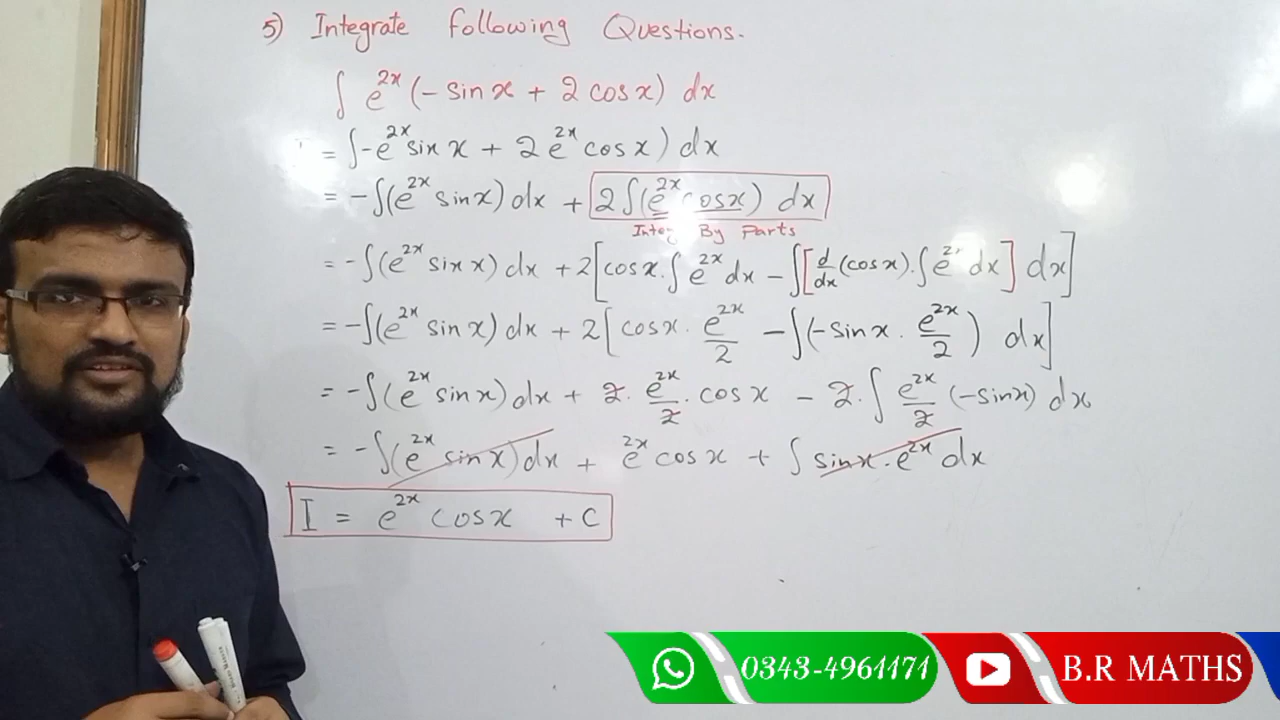 5) Integrate following Questions.
∫ e^2x (- sin x + 2 cos x) dx
= ∫ -e^2x sin x + 2 e^2x cos x) dx
= - ∫(e^2x sin x) dx + 2 ∫(e^2x cos x) dx
Integ By Parts
= - ∫(e^2x sin x) dx + 2[cos x . ∫ e^2x dx - ∫[d/dx (cos x) . ∫ e^2x dx] dx]
= - ∫(e^2x sin x) dx + 2[cos x . e^2x/2 - ∫(-sin x . e^2x/2) dx]
= - ∫(e^2x sin x) dx + 2 . e^2x/2 . cos x - 2 . ∫ e^2x/2 (-sin x) dx
= - ∫(e^2x sin x) dx + e^2x cos x + ∫ sin x . e^2x dx
I = e^2x cos x + c
0343-4961171 B.R MATHS